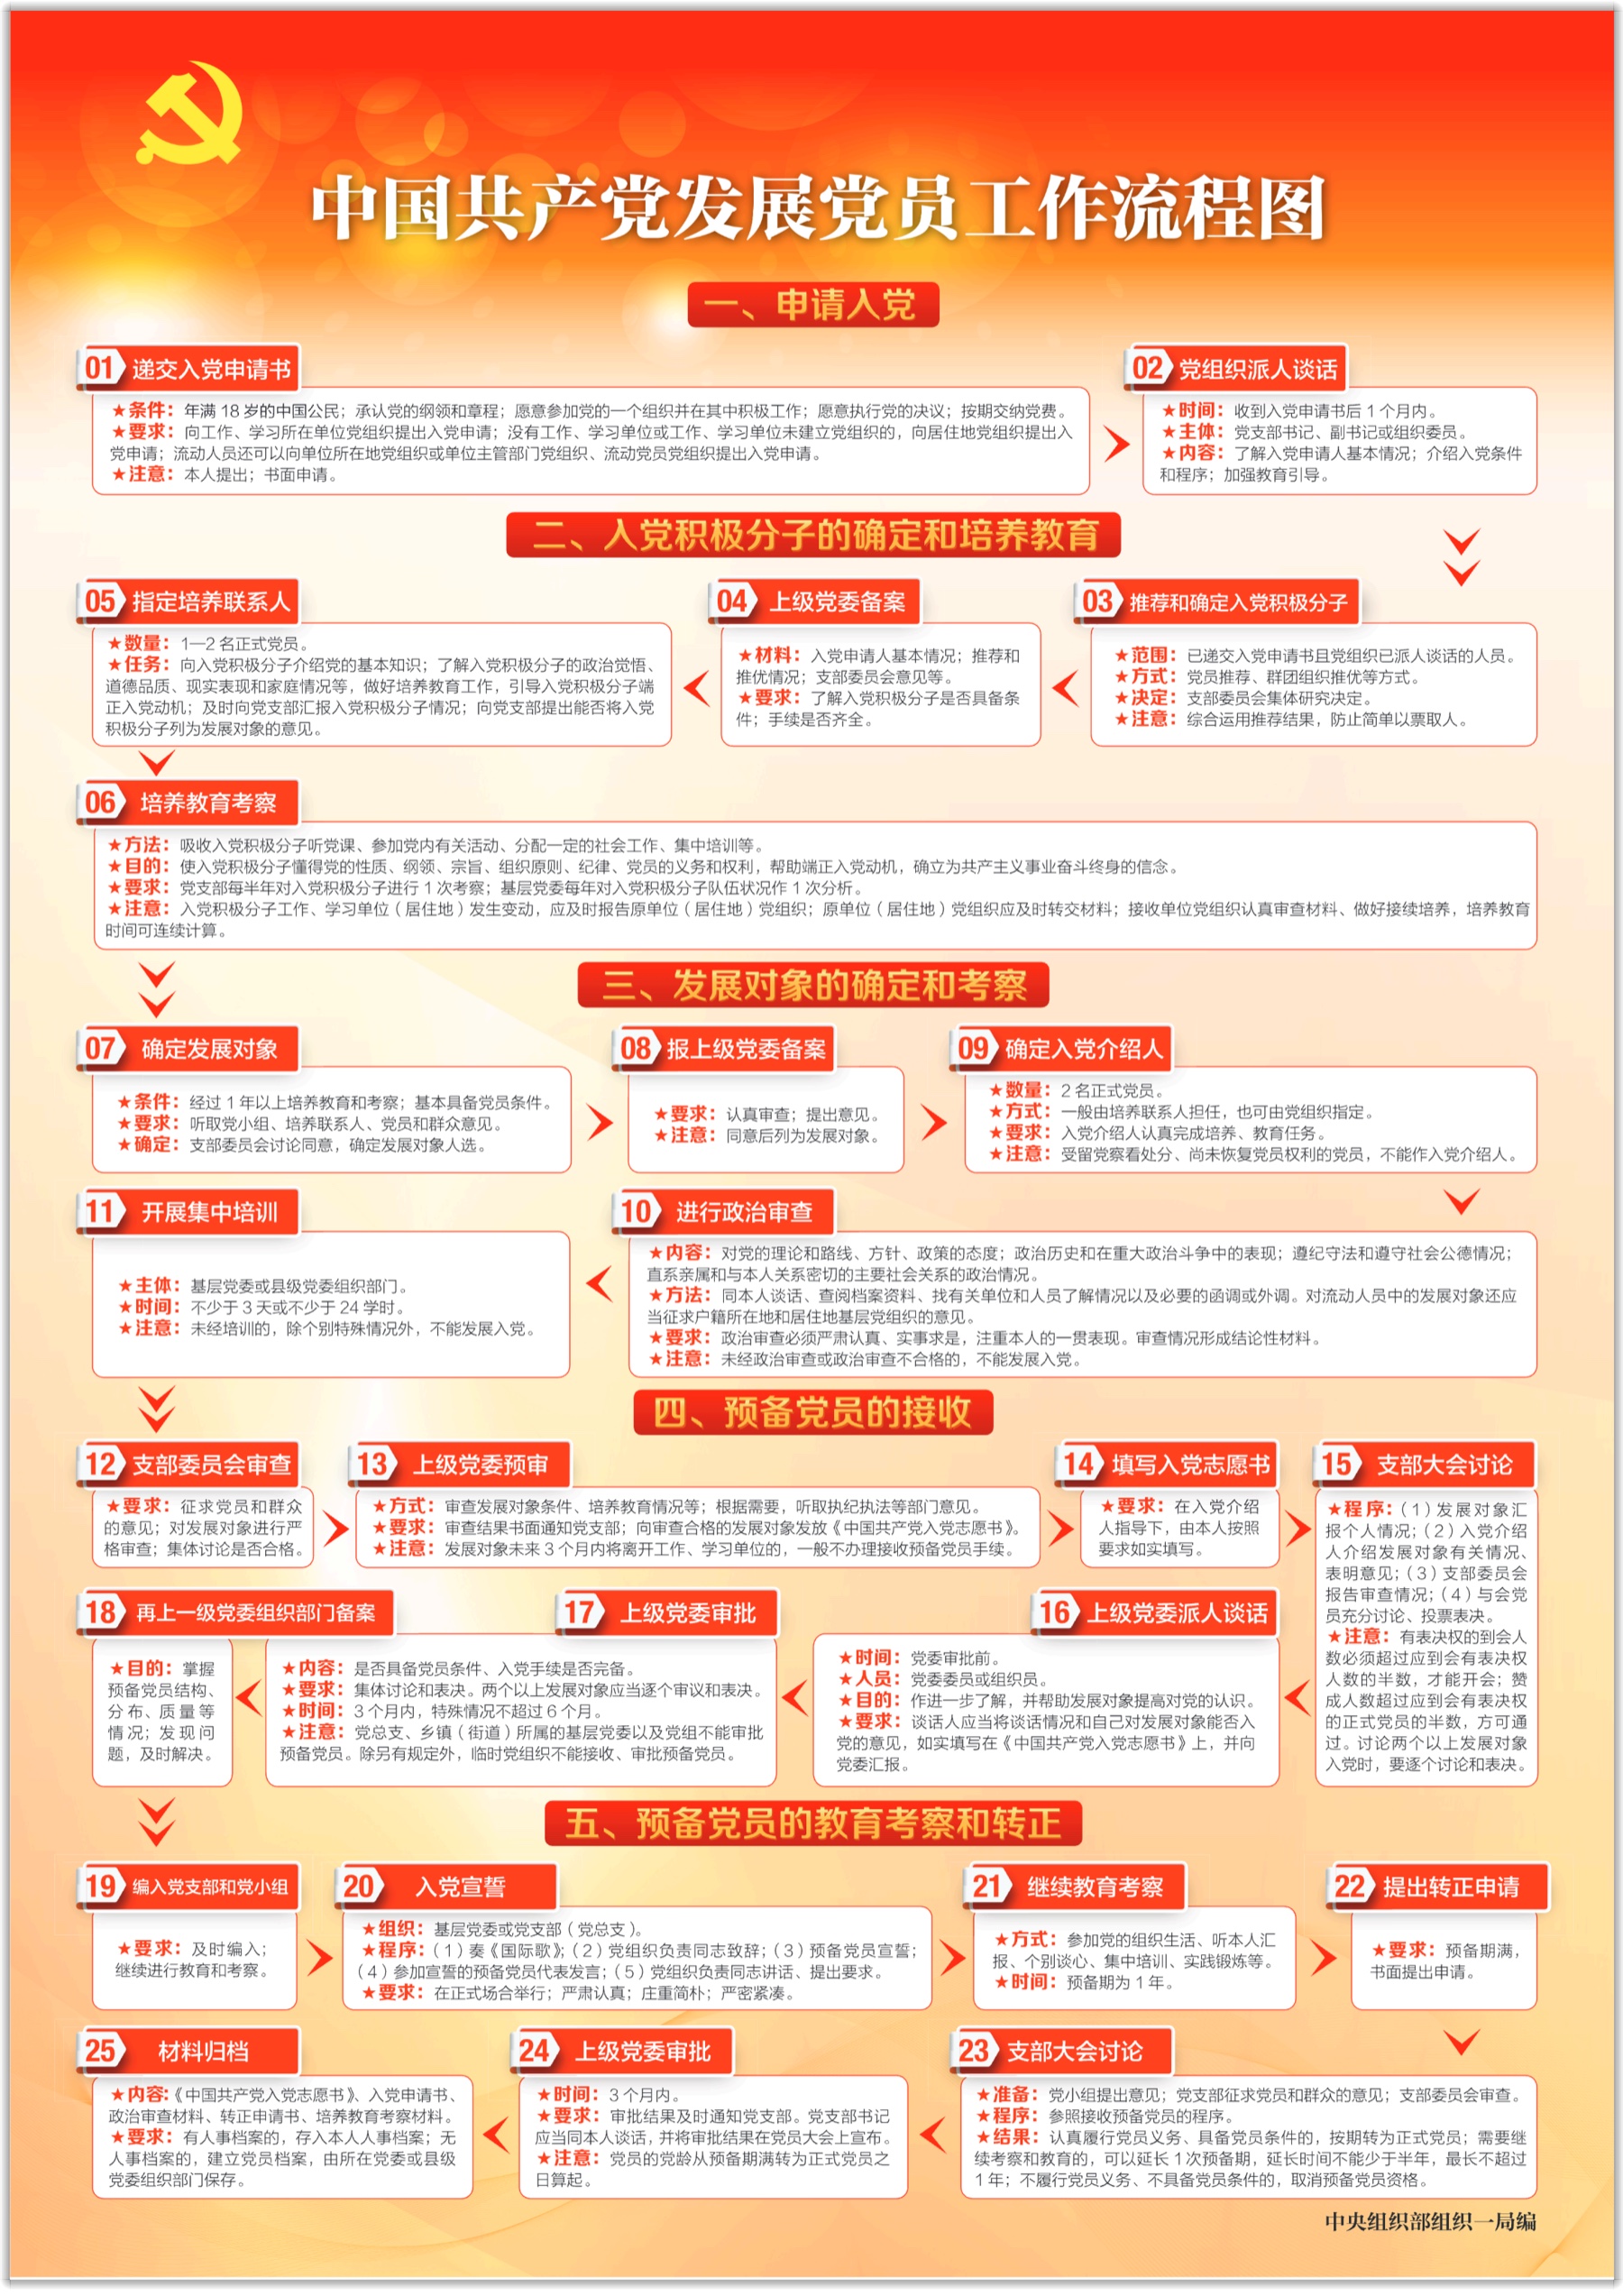 中国共产党发展党员工作流程图
一、申请入党
01 递交入党申请书
★条件：年满 18 岁的中国公民；承认党的纲领和章程；愿意参加党的一个组织并在其中积极工作；愿意执行党的决议；按期交纳党费。
★要求：向工作、学习所在单位党组织提出入党申请；没有工作、学习单位或工作、学习单位未建立党组织的，向居住地党组织提出入
党申请；流动人员还可以向单位所在地党组织或单位主管部门党组织、流动党员党组织提出入党申请。
★注意：本人提出；书面申请。
02 党组织派人谈话
★时间：收到入党申请书后 1 个月内。
★主体：党支部书记、副书记或组织委员。
★内容：了解入党申请人基本情况；介绍入党条件
和程序；加强教育引导。
二、入党积极分子的确定和培养教育
03 推荐和确定入党积极分子
★范围：已递交入党申请书且党组织已派人谈话的人员。
★方式：党员推荐、群团组织推优等方式。
★决定：支部委员会集体研究决定。
★注意：综合运用推荐结果，防止简单以票取人。
04 上级党委备案
★材料：入党申请人基本情况；推荐和
推优情况；支部委员会意见等。
★要求：了解入党积极分子是否具备条
件；手续是否齐全。
05 指定培养联系人
★数量：1—2 名正式党员。
★任务：向入党积极分子介绍党的基本知识；了解入党积极分子的政治觉悟、
道德品质、现实表现和家庭情况等，做好培养教育工作，引导入党积极分子端
正入党动机；及时向党支部汇报入党积极分子情况；向党支部提出能否将入党
积极分子列为发展对象的意见。
06 培养教育考察
★方法：吸收入党积极分子听党课、参加党内有关活动、分配一定的社会工作、集中培训等。
★目的：使入党积极分子懂得党的性质、纲领、宗旨、组织原则、纪律、党员的义务和权利，帮助端正入党动机，确立为共产主义事业奋斗终身的信念。
★要求：党支部每半年对入党积极分子进行 1 次考察；基层党委每年对入党积极分子队伍状况作 1 次分析。
★注意：入党积极分子工作、学习单位（居住地）发生变动，应及时报告原单位（居住地）党组织；原单位（居住地）党组织应及时转交材料；接收单位党组织认真审查材料、做好接续培养，培养教育
时间可连续计算。
三、发展对象的确定和考察
07 确定发展对象
★条件：经过 1 年以上培养教育和考察；基本具备党员条件。
★要求：听取党小组、培养联系人、党员和群众意见。
★确定：支部委员会讨论同意，确定发展对象人选。
08 报上级党委备案
★要求：认真审查；提出意见。
★注意：同意后列为发展对象。
09 确定入党介绍人
★数量：2 名正式党员。
★方式：一般由培养联系人担任，也可由党组织指定。
★要求：入党介绍人认真完成培养、教育任务。
★注意：受留党察看处分、尚未恢复党员权利的党员，不能作入党介绍人。
10 进行政治审查
★内容：对党的理论和路线、方针、政策的态度；政治历史和在重大政治斗争中的表现；遵纪守法和遵守社会公德情况；
直系亲属和与本人关系密切的主要社会关系的政治情况。
★方法：同本人谈话、查阅档案资料、找有关单位和人员了解情况以及必要的函调或外调。对流动人员中的发展对象还应
当征求户籍所在地和居住地基层党组织的意见。
★要求：政治审查必须严肃认真、实事求是，注重本人的一贯表现。审查情况形成结论性材料。
★注意：未经政治审查或政治审查不合格的，不能发展入党。
11 开展集中培训
★主体：基层党委或县级党委组织部门。
★时间：不少于 3 天或不少于 24 学时。
★注意：未经培训的，除个别特殊情况外，不能发展入党。
四、预备党员的接收
12 支部委员会审查
★要求：征求党员和群众
的意见；对发展对象进行严
格审查；集体讨论是否合格。
13 上级党委预审
★方式：审查发展对象条件、培养教育情况等；根据需要，听取执纪执法等部门意见。
★要求：审查结果书面通知党支部；向审查合格的发展对象发放《中国共产党入党志愿书》。
★注意：发展对象未来 3 个月内将离开工作、学习单位的，一般不办理接收预备党员手续。
14 填写入党志愿书
★要求：在入党介绍
人指导下，由本人按照
要求如实填写。
15 支部大会讨论
★程序：（1）发展对象汇
报个人情况；（2）入党介绍
人介绍发展对象有关情况、
表明意见；（3）支部委员会
报告审查情况；（4）与会党
员充分讨论、投票表决。
★注意：有表决权的到会人
数必须超过应到会有表决权
人数的半数，才能开会；赞
成人数超过应到会有表决权
的正式党员的半数，方可通
过。讨论两个以上发展对象
入党时，要逐个讨论和表决。
16 上级党委派人谈话
★时间：党委审批前。
★人员：党委委员或组织员。
★目的：作进一步了解，并帮助发展对象提高对党的认识。
★要求：谈话人应当将谈话情况和自己对发展对象能否入
党的意见，如实填写在《中国共产党入党志愿书》上，并向
党委汇报。
17 上级党委审批
★内容：是否具备党员条件、入党手续是否完备。
★要求：集体讨论和表决。两个以上发展对象应当逐个审议和表决。
★时间：3 个月内，特殊情况不超过 6 个月。
★注意：党总支、乡镇（街道）所属的基层党委以及党组不能审批
预备党员。除另有规定外，临时党组织不能接收、审批预备党员。
18 再上一级党委组织部门备案
★目的：掌握
预备党员结构、
分布、质量等
情况；发现问
题，及时解决。
五、预备党员的教育考察和转正
19 编入党支部和党小组
★要求：及时编入；
继续进行教育和考察。
20 入党宣誓
★组织：基层党委或党支部（党总支）。
★程序：（1）奏《国际歌》；（2）党组织负责同志致辞；（3）预备党员宣誓；
（4）参加宣誓的预备党员代表发言；（5）党组织负责同志讲话、提出要求。
★要求：在正式场合举行；严肃认真；庄重简朴；严密紧凑。
21 继续教育考察
★方式：参加党的组织生活、听本人汇
报、个别谈心、集中培训、实践锻炼等。
★时间：预备期为 1 年。
22 提出转正申请
★要求：预备期满，
书面提出申请。
23 支部大会讨论
★准备：党小组提出意见；党支部征求党员和群众的意见；支部委员会审查。
★程序：参照接收预备党员的程序。
★结果：认真履行党员义务、具备党员条件的，按期转为正式党员；需要继
续考察和教育的，可以延长 1 次预备期，延长时间不能少于半年，最长不超过
1 年；不履行党员义务、不具备党员条件的，取消预备党员资格。
24 上级党委审批
★时间：3 个月内。
★要求：审批结果及时通知党支部。党支部书记
应当同本人谈话，并将审批结果在党员大会上宣布。
★注意：党员的党龄从预备期满转为正式党员之
日算起。
25 材料归档
★内容：《中国共产党入党志愿书》、入党申请书、
政治审查材料、转正申请书、培养教育考察材料。
★要求：有人事档案的，存入本人人事档案；无
人事档案的，建立党员档案，由所在党委或县级
党委组织部门保存。
中央组织部组织一局编